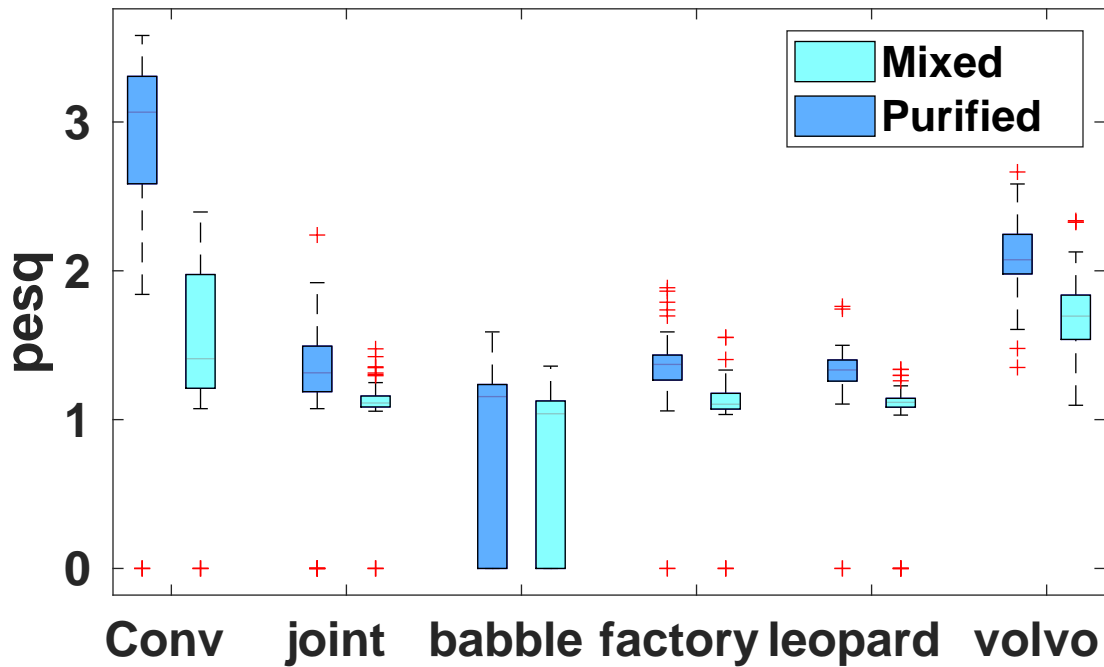 Mixed
Purified
pesq
3
2
1
0
Conv joint babble factory leopard volvo